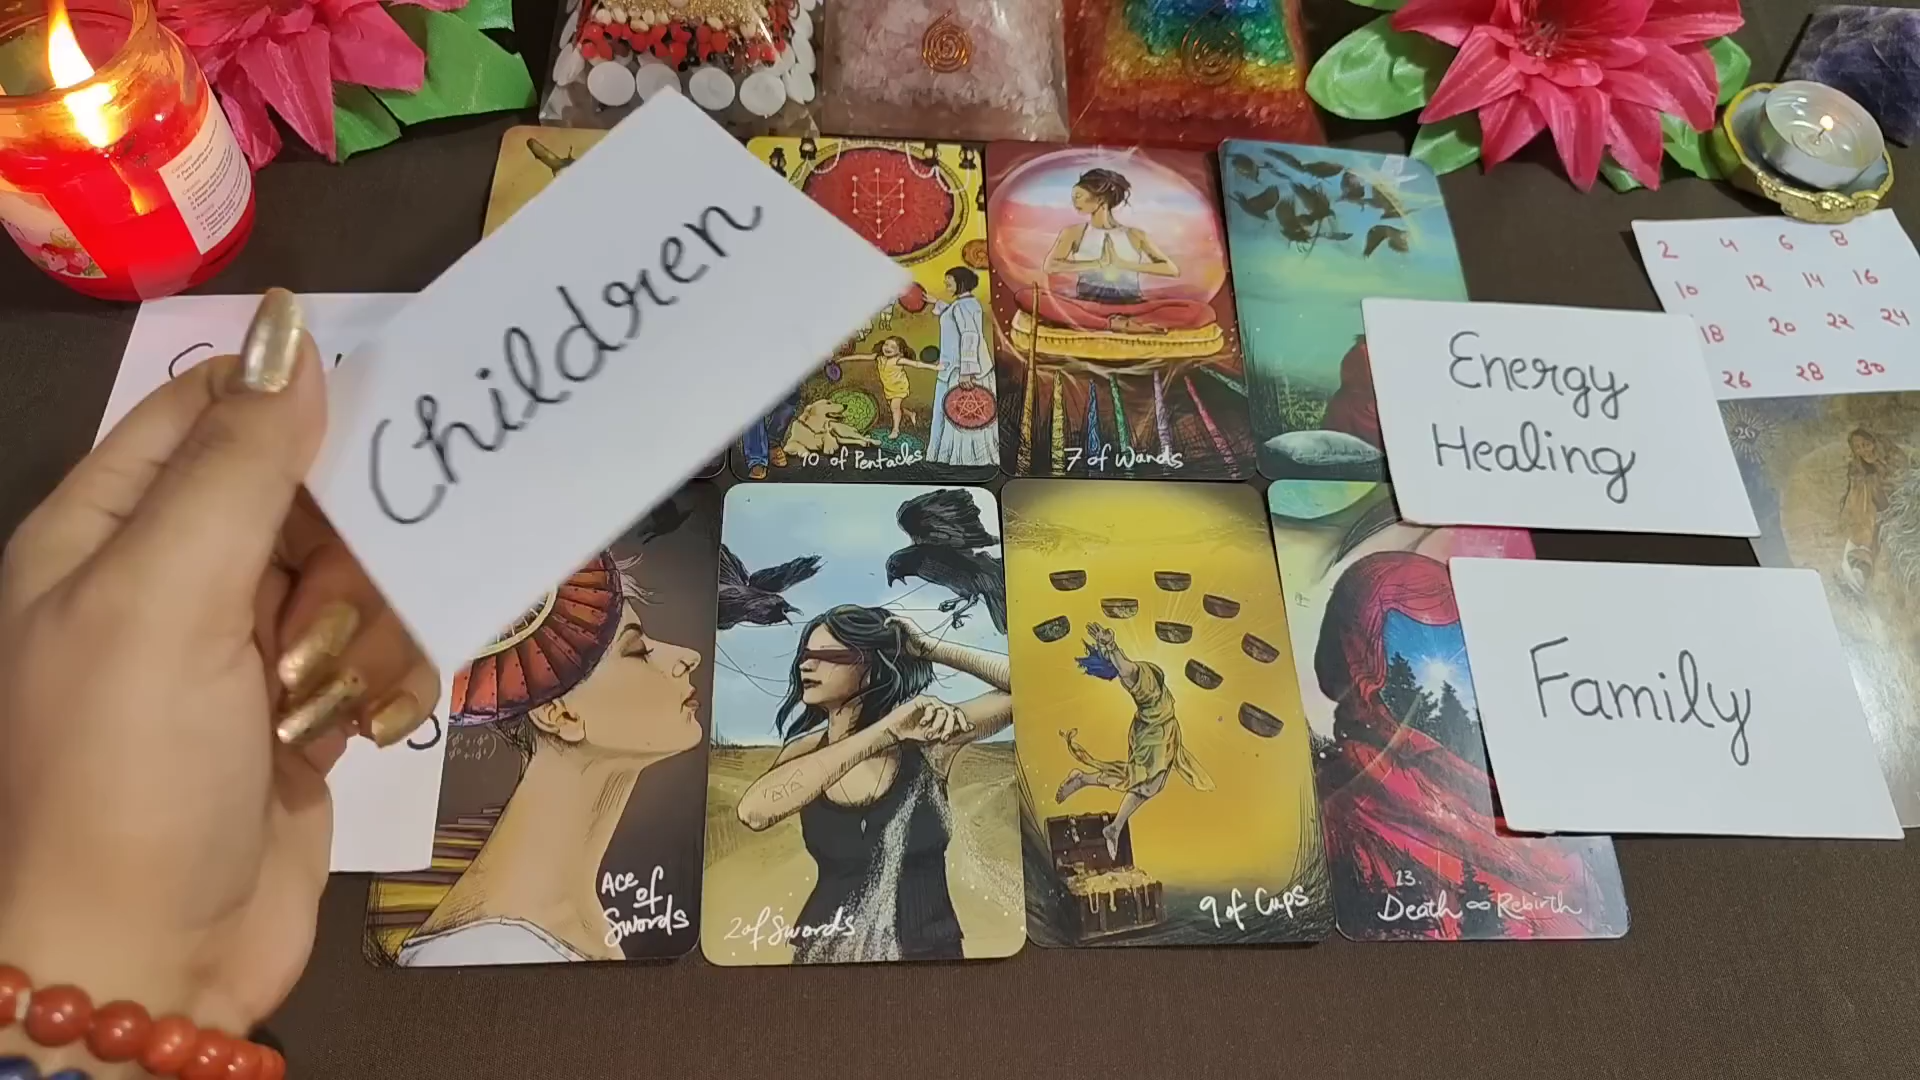 Children
10 of Pentacles
7 of Wands
Energy
Healing
2 4 6 8
10 12 14 16
18 20 22 24
26 28 30
26
Family
Ace
of
Swords
2 of Swords
9 of Cups
13.
Death ∞ Rebirth